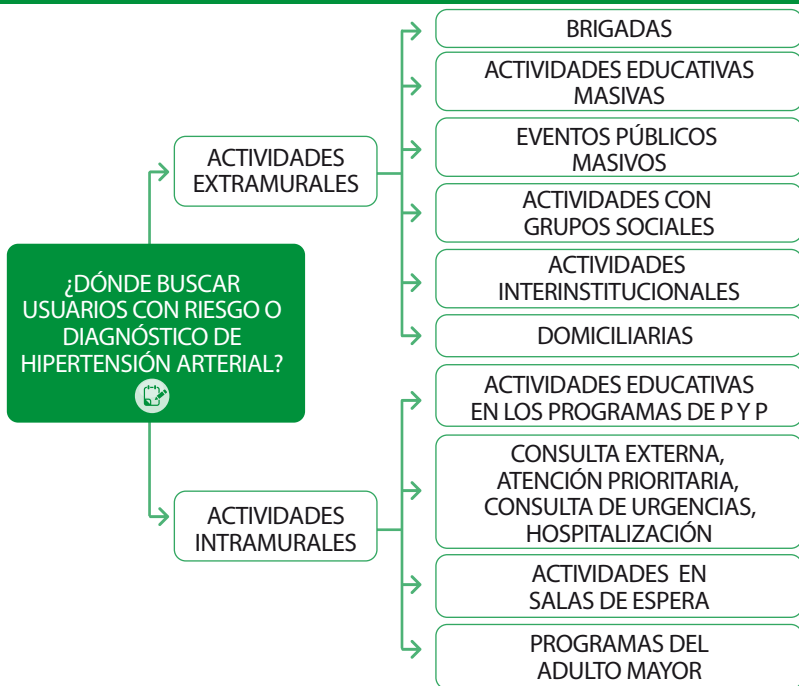 ¿DÓNDE BUSCAR
USUARIOS CON RIESGO O
DIAGNÓSTICO DE
HIPERTENSIÓN ARTERIAL?
ACTIVIDADES
EXTRAMURALES
BRIGADAS
ACTIVIDADES EDUCATIVAS
MASIVAS
EVENTOS PÚBLICOS
MASIVOS
ACTIVIDADES CON
GRUPOS SOCIALES
ACTIVIDADES
INTERINSTITUCIONALES
DOMICILIARIAS
ACTIVIDADES
INTRAMURALES
ACTIVIDADES EDUCATIVAS
EN LOS PROGRAMAS DE P Y P
CONSULTA EXTERNA,
ATENCIÓN PRIORITARIA,
CONSULTA DE URGENCIAS,
HOSPITALIZACIÓN
ACTIVIDADES EN
SALAS DE ESPERA
PROGRAMAS DEL
ADULTO MAYOR